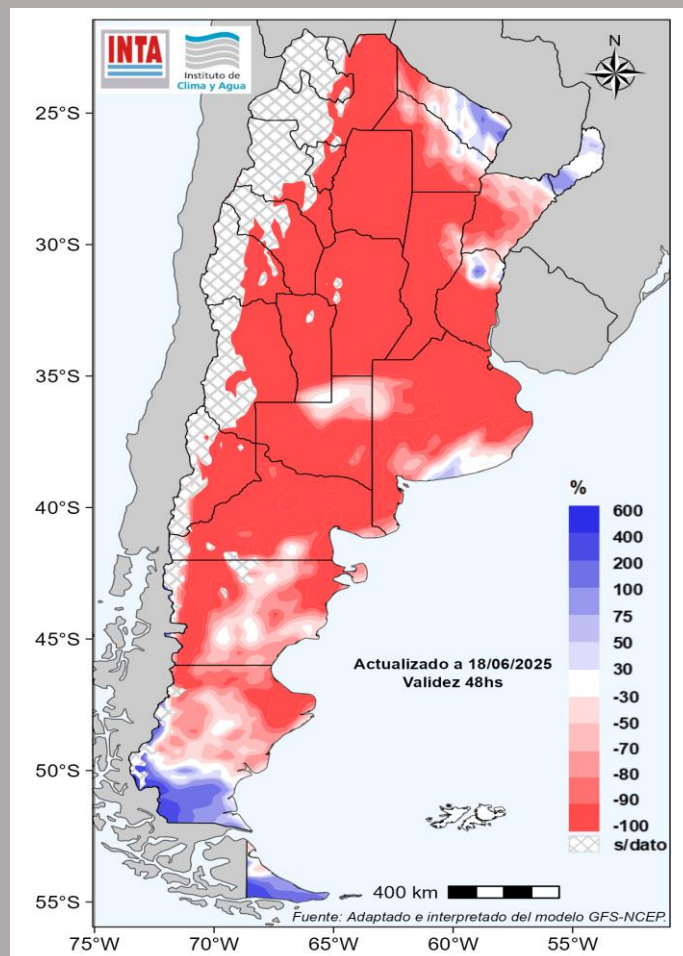 INTA
Instituto de
Clima y Agua
N
25°S
30°S
35°S
40°S
45°S
50°S
55°S
%
600
400
200
100
75
50
30
-30
-50
-70
-80
-90
-100
s/dato
Actualizado a 18/06/2025
Validez 48hs
400 km
Fuente: Adaptado e interpretado del modelo GFS-NCEP.
75°W
70°W
65°W
60°W
55°W